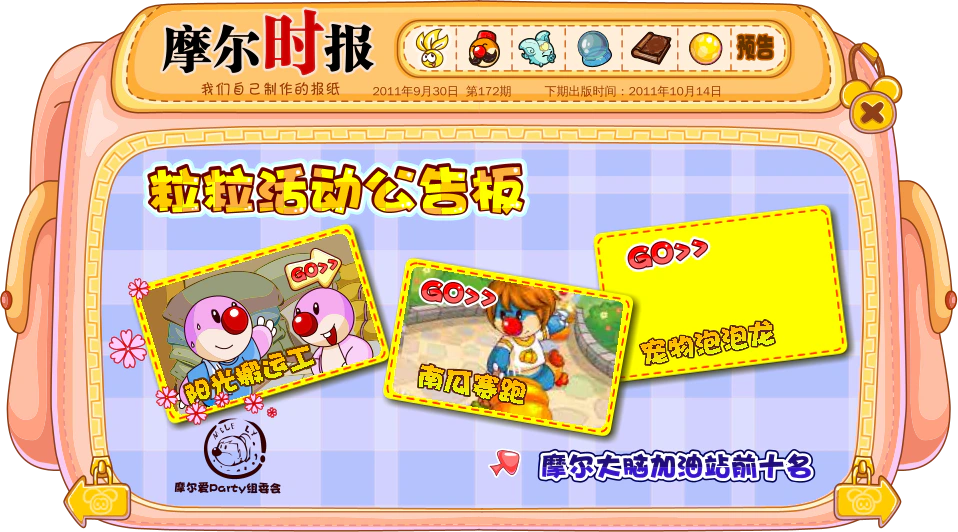 摩尔时报
预告
我们自己制作的报纸
2011年9月30日 第172期
下期出版时间：2011年10月14日
粒粒活动公告板
GO>>
阳光搬运工
GO>>
南瓜赛跑
GO>>
宠物泡泡龙
摩尔爱Party组委会
摩尔大脑加油站前十名